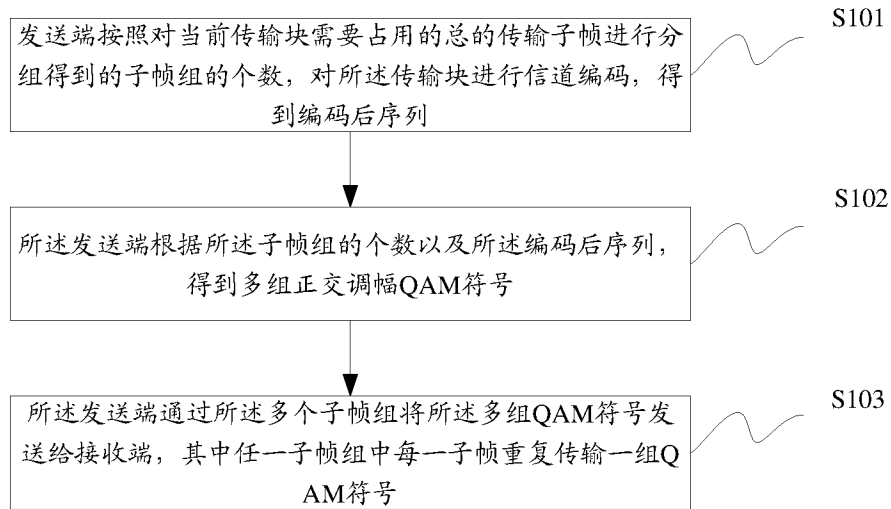 S101
发送端按照对当前传输块需要占用的总的传输子帧进行分
组得到的子帧组的个数，对所述传输块进行信道编码，得
到编码后序列
S102
所述发送端根据所述子帧组的个数以及所述编码后序列，
得到多组正交调幅QAM符号
S103
所述发送端通过所述多个子帧组将所述多组QAM符号发
送给接收端，其中任一子帧组中每一子帧重复传输一组Q
AM符号